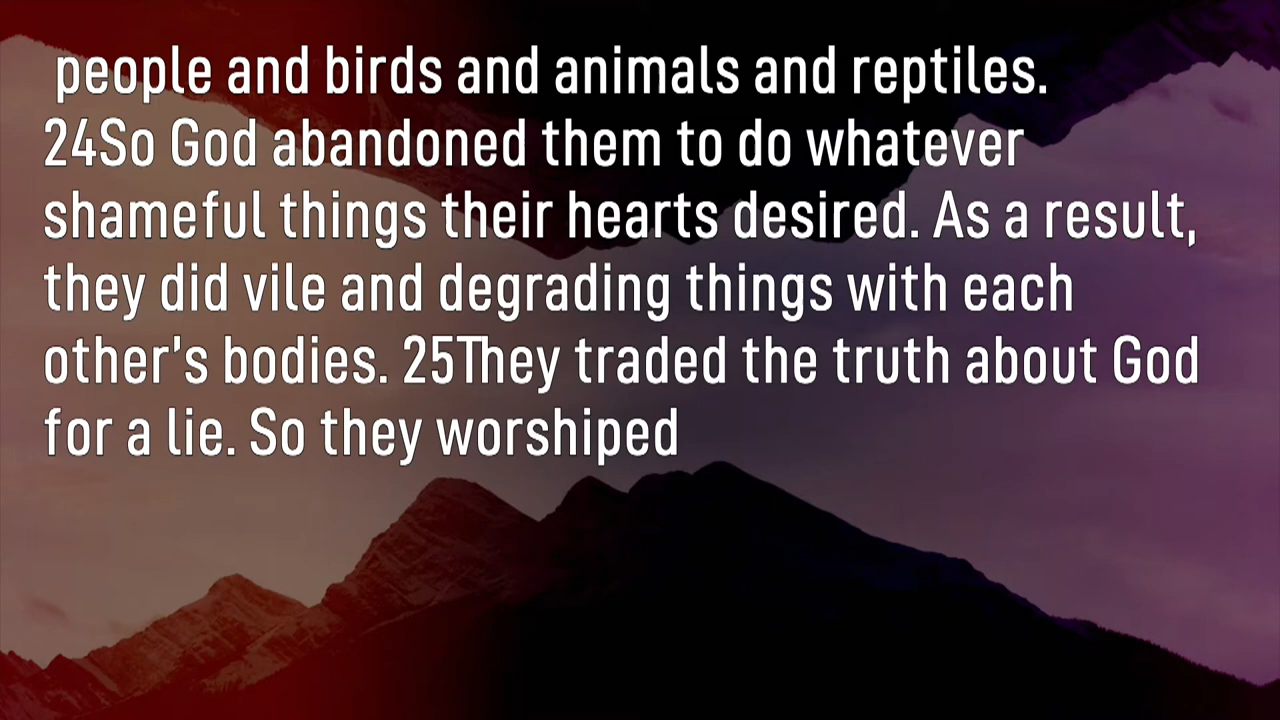 people and birds and animals and reptiles.
24So God abandoned them to do whatever
shameful things their hearts desired. As a result,
they did vile and degrading things with each
other's bodies. 25They traded the truth about God
for a lie. So they worshiped